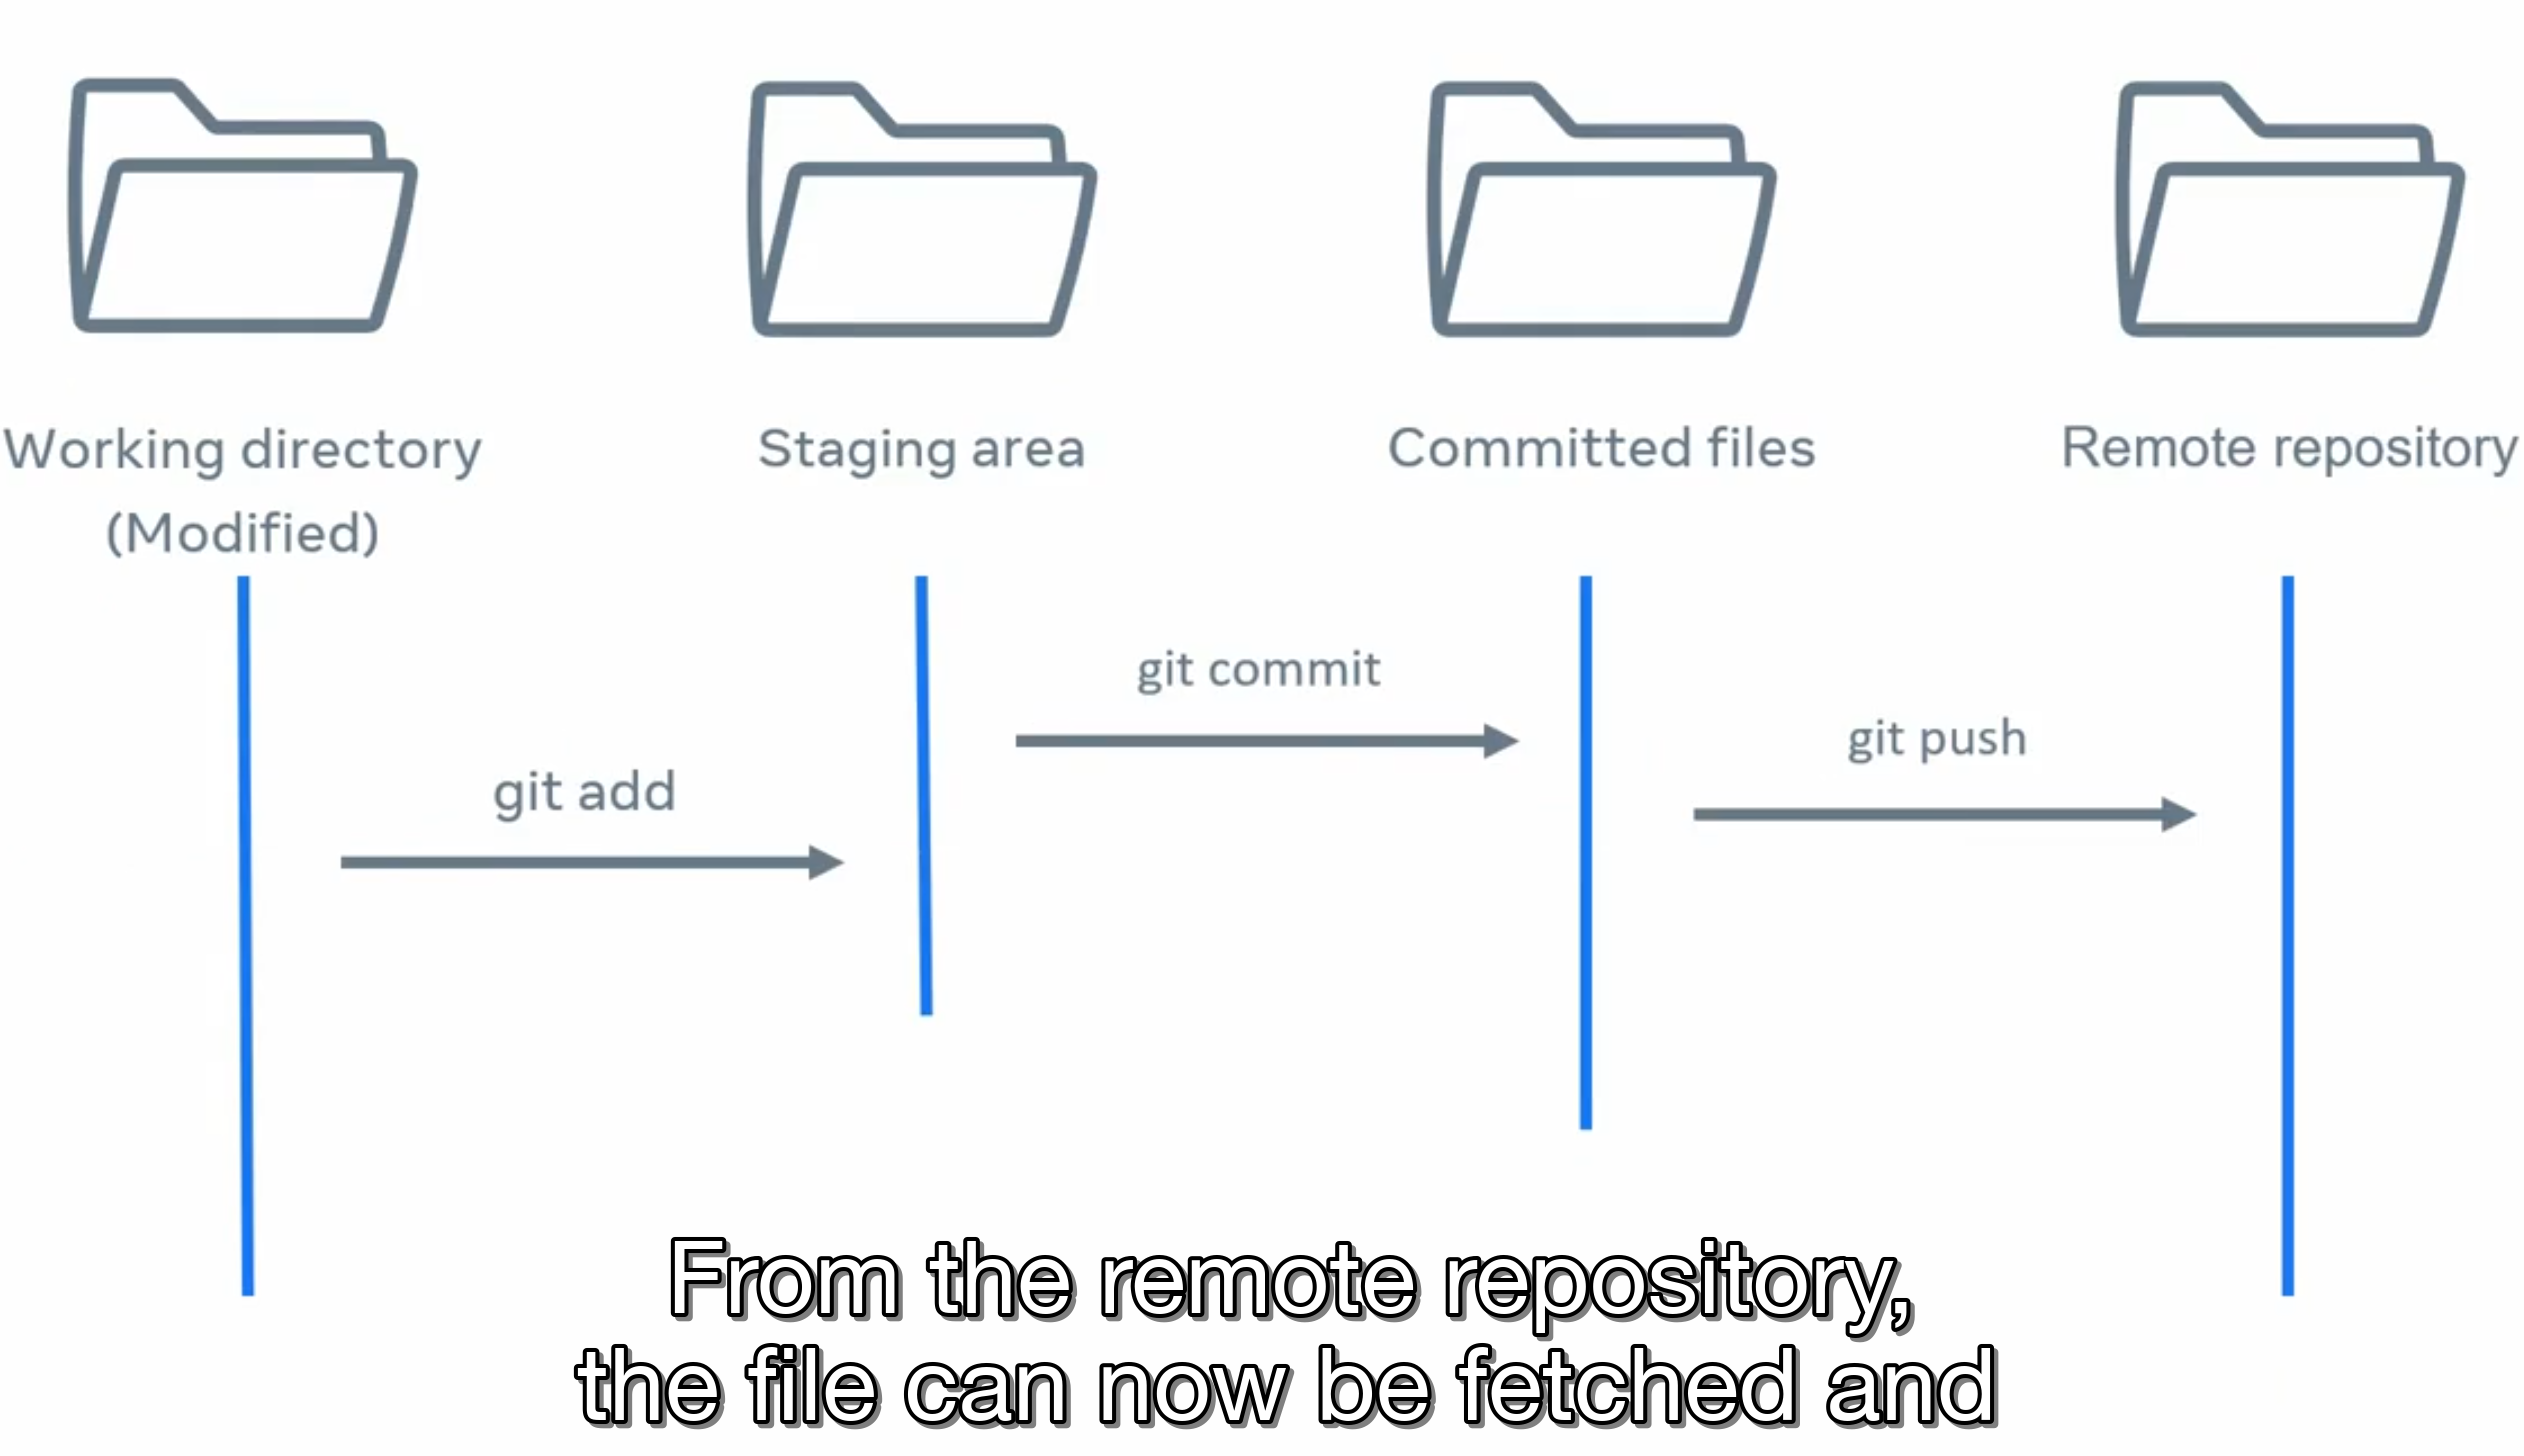 Working directory
(Modified)
Staging area
Committed files
Remote repository
git add
git commit
git push
From the remote repository,
the file can now be fetched and